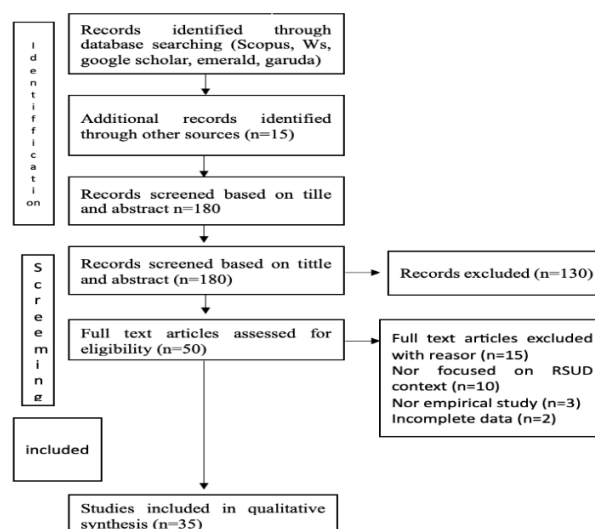 Identiffication
Records identified through
database searching (Scopus, Ws,
google scholar, emerald, garuda)
Additional records identified
through other sources (n=15)
Records screened based on tille
and abstract n=180
Screeming
Records screened based on tittle
and abstract (n=180)
Records excluded (n=130)
Full text articles assessed for
eligibility (n=50)
Full text articles excluded
with reasor (n=15)
Nor focused on RSUD
context (n=10)
Nor empirical study (n=3)
Incomplete data (n=2)
included
Studies included in qualitative
synthesis (n=35)